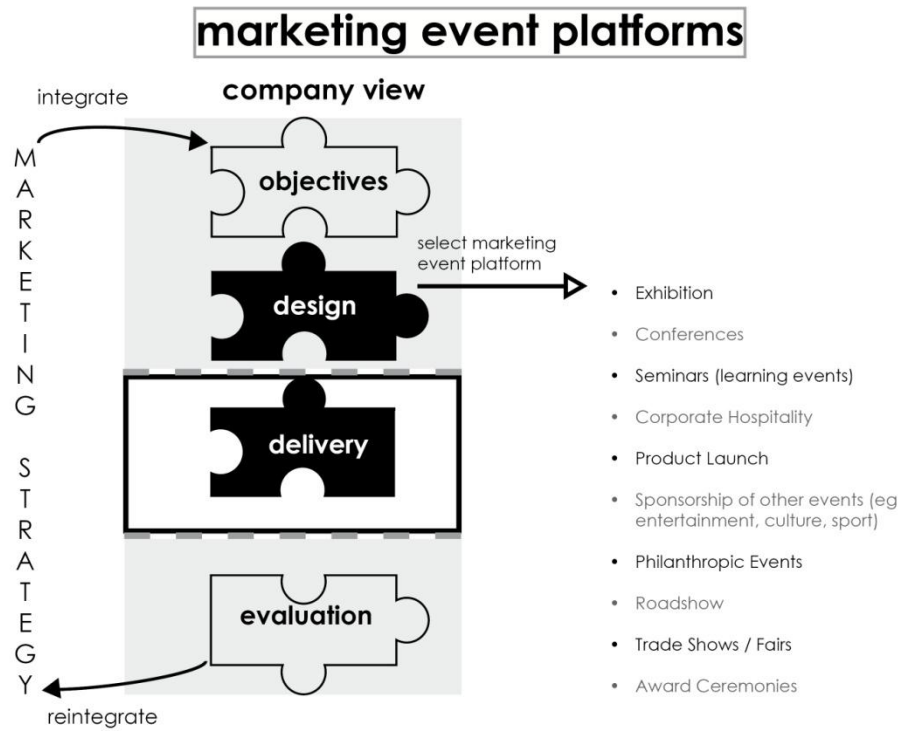 marketing event platforms
company view
integrate
MARKETING STRATEGY
objectives
select marketing
event platform
design
delivery
evaluation
reintegrate
• Exhibition
• Conferences
• Seminars (learning events)
• Corporate Hospitality
• Product Launch
• Sponsorship of other events (eg
entertainment, culture, sport)
• Philanthropic Events
• Roadshow
• Trade Shows / Fairs
• Award Ceremonies